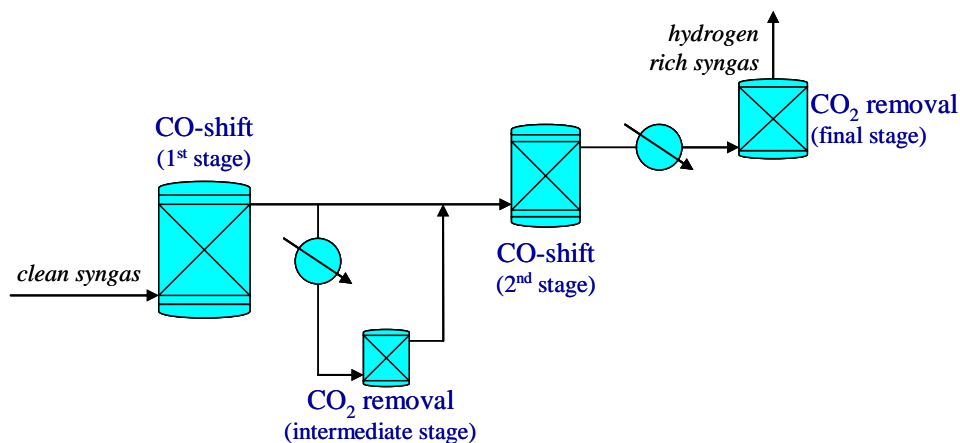 hydrogen
rich syngas
CO₂ removal
(final stage)
CO-shift
(1ˢᵗ stage)
clean syngas
CO-shift
(2ⁿᵈ stage)
CO₂ removal
(intermediate stage)